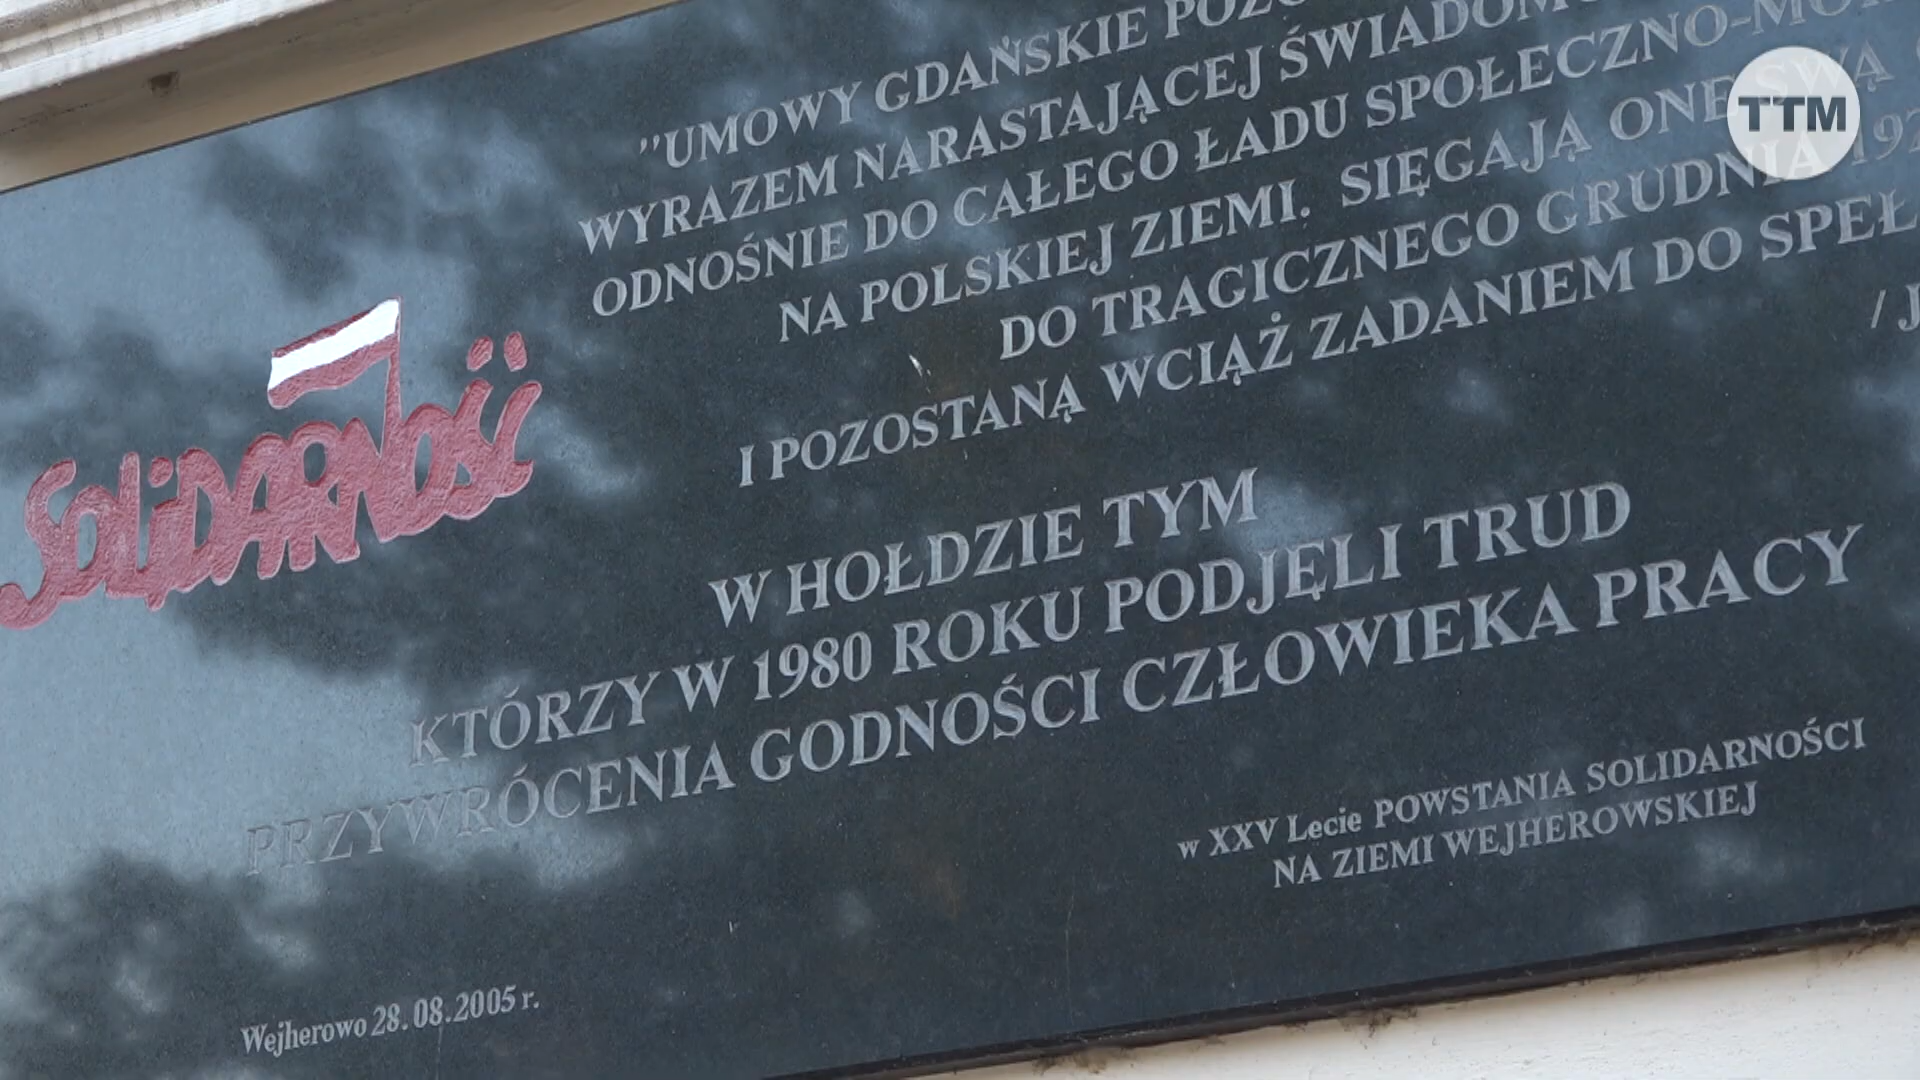 "UMOWY GDAŃSKIE
WYRAZEM NARASTAJĄCEJ
ODNOŚNIE DO CAŁEGO ŁADU SPOŁECZNO-
NA POLSKIEJ ZIEMI. SIĘGAJĄ ONE SWĄ
DO TRAGICZNEGO GRUDNIA
I POZOSTANĄ WCIĄŻ ZADANIEM DO
SOLIDARNOŚĆ
W HOŁDZIE TYM
KTÓRZY W 1980 ROKU PODJĘLI TRUD
PRZYWRÓCENIA GODNOŚCI CZŁOWIEKA PRACY
w XXV Lecie POWSTANIA SOLIDARNOŚCI
NA ZIEMI WEJHEROWSKIEJ
Wejherowo 28.08.2005 r.
TTM